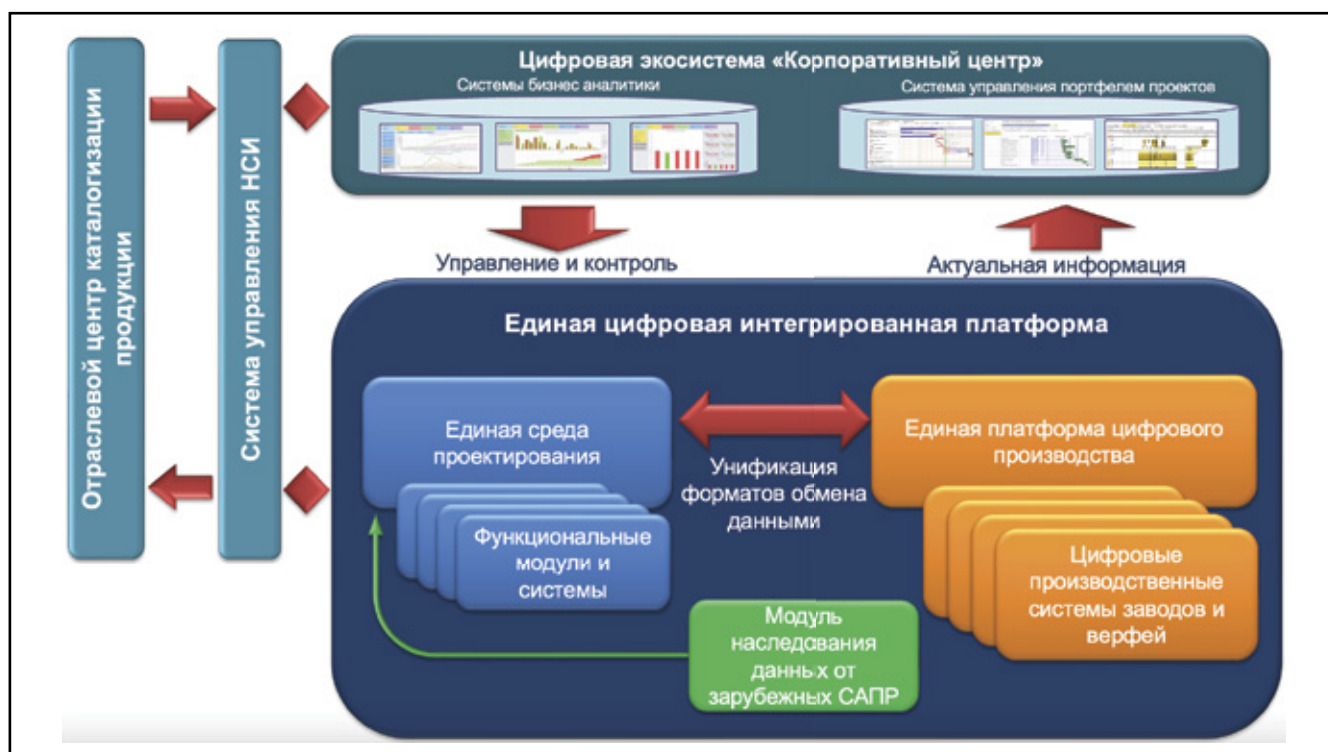 Отраслевой центр каталогизации
продукции
Система управления НСИ
Цифровая экосистема «Корпоративный центр»
Системы бизнес аналитики
Система управления портфелем проектов
Управление и контроль
Актуальная информация
Единая цифровая интегрированная платформа
Единая среда
проектирования
Функциональные
модули и
системы
Унификация
форматов обмена
данными
Единая платформа цифрового
производства
Цифровые
производственные
системы заводов и
верфей
Модуль
наследования
данных от
зарубежных САПР